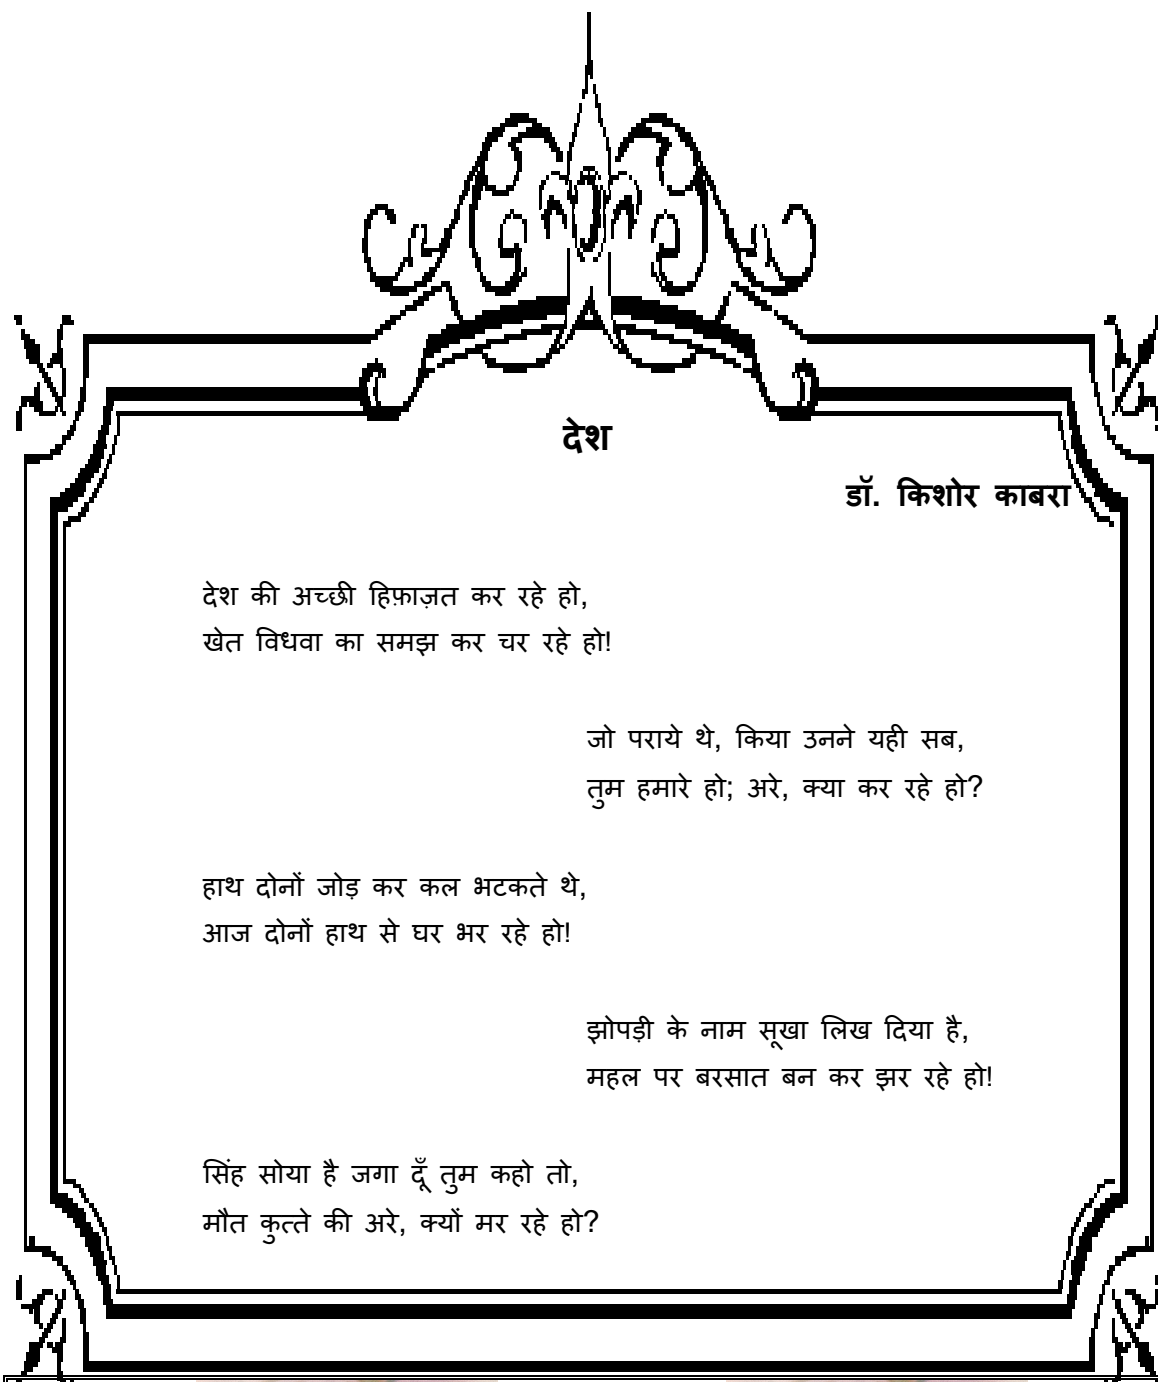 देश
डॉ. किशोर काबरा
देश की अच्छी हिफ़ाज़त कर रहे हो,
खेत विधवा का समझ कर चर रहे हो!
जो पराये थे, किया उनने यही सब,
तुम हमारे हो; अरे, क्या कर रहे हो?
हाथ दोनों जोड़ कर कल भटकते थे,
आज दोनों हाथ से घर भर रहे हो!
झोपड़ी के नाम सूखा लिख दिया है,
महल पर बरसात बन कर झर रहे हो!
सिंह सोया है जगा दूँ तुम कहो तो,
मौत कुत्ते की अरे, क्यों मर रहे हो?